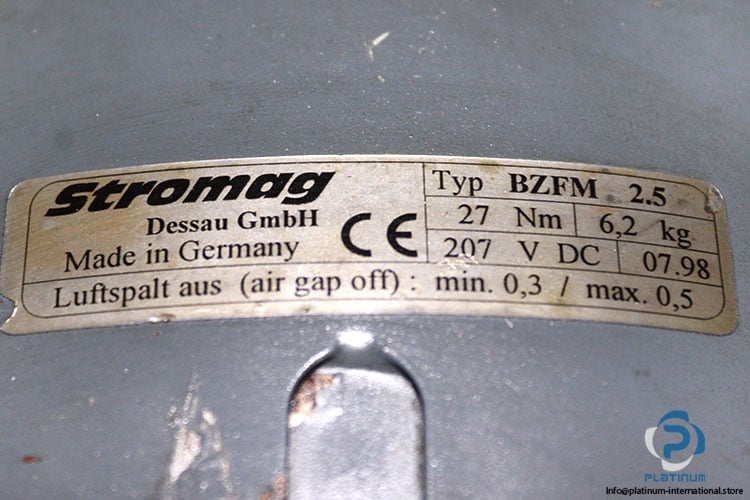 Stromag
Dessau GmbH
Made in Germany
CE
Typ BZFM 2.5
27 Nm 6,2 kg
207 V DC 07.98
Luftspalt aus (air gap off) : min. 0,3 / max. 0,5
PLATINUM
Info@platinum-international.store